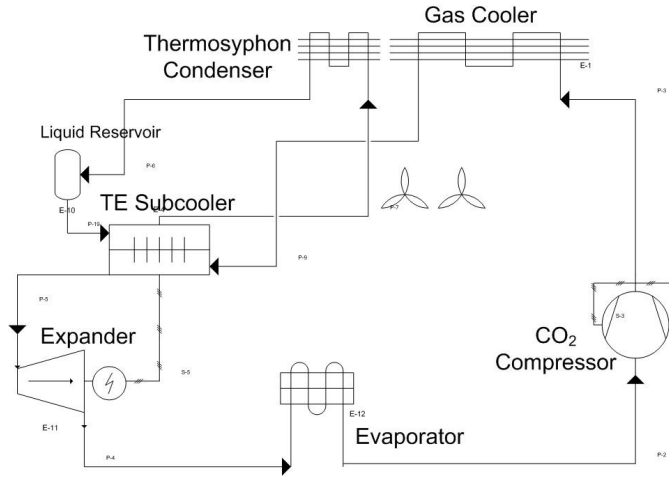 Gas Cooler
Thermosyphon
Condenser
E-1
P-3
Liquid Reservoir
P-6
E-10
TE Subcooler
P-7
P-10
P-9
P-5
Expander
S-3
CO₂
Compressor
S-5
E-12
E-11
Evaporator
P-4
P-2